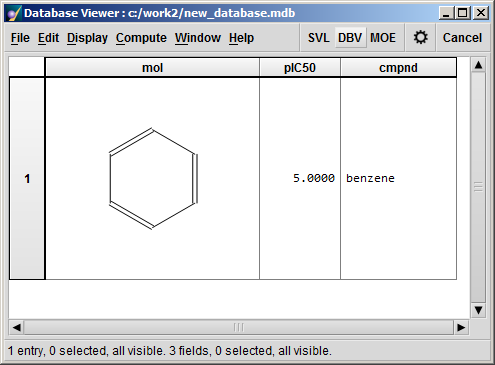 Database Viewer : c:/work2/new_database.mdb
File Edit Display Compute Window Help SVL DBV MOE Cancel
mol pIC50 cmpnd
1 5.0000 benzene
1 entry, 0 selected, all visible. 3 fields, 0 selected, all visible.